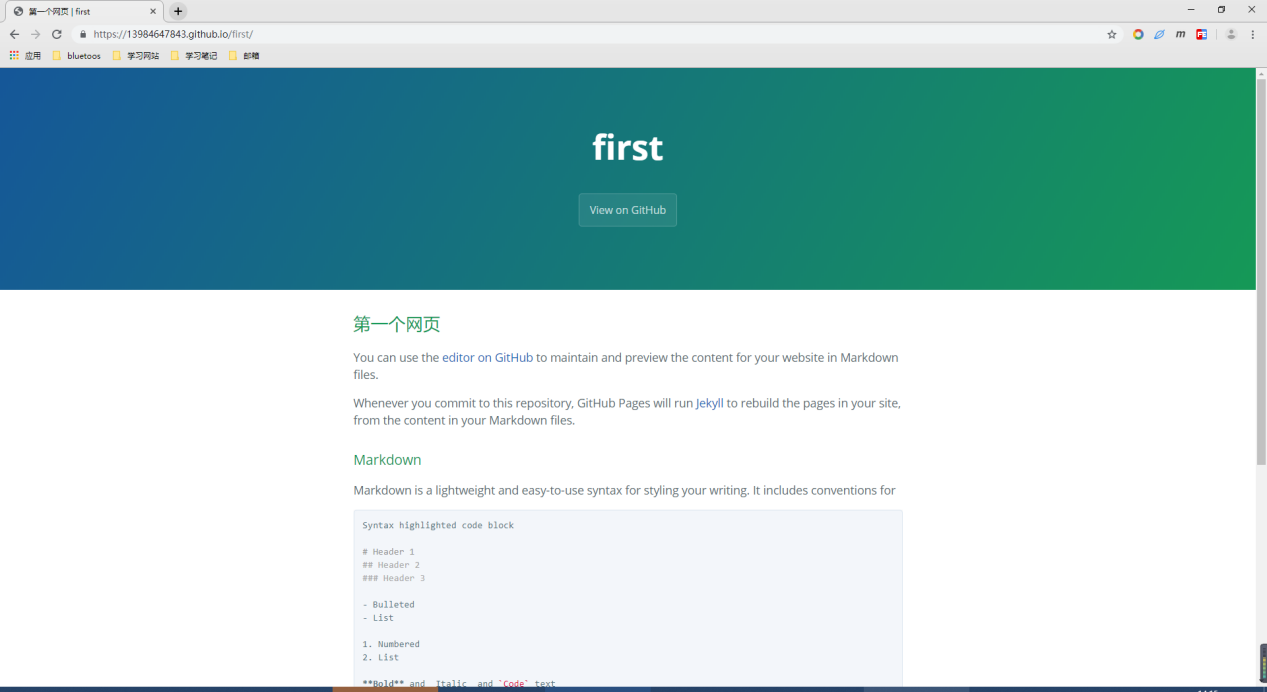 第一个网页 | first
https://13984647843.github.io/first/
应用 bluetoos 学习网站 学习笔记 邮箱
first
View on GitHub
第一个网页
You can use the editor on GitHub to maintain and preview the content for your website in Markdown
files.
Whenever you commit to this repository, GitHub Pages will run Jekyll to rebuild the pages in your site,
from the content in your Markdown files.
Markdown
Markdown is a lightweight and easy-to-use syntax for styling your writing. It includes conventions for
Syntax highlighted code block
# Header 1
## Header 2
### Header 3
- Bulleted
- List
1. Numbered
2. List
**Bold** and _Italic_ and `Code` text